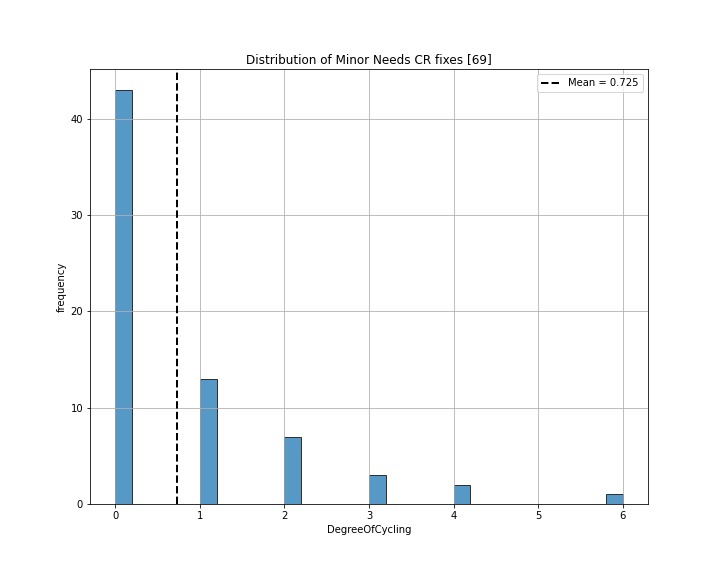 Distribution of Minor Needs CR fixes [69]
Mean = 0.725
frequency
40
30
20
10
0
0 1 2 3 4 5 6
DegreeOfCycling